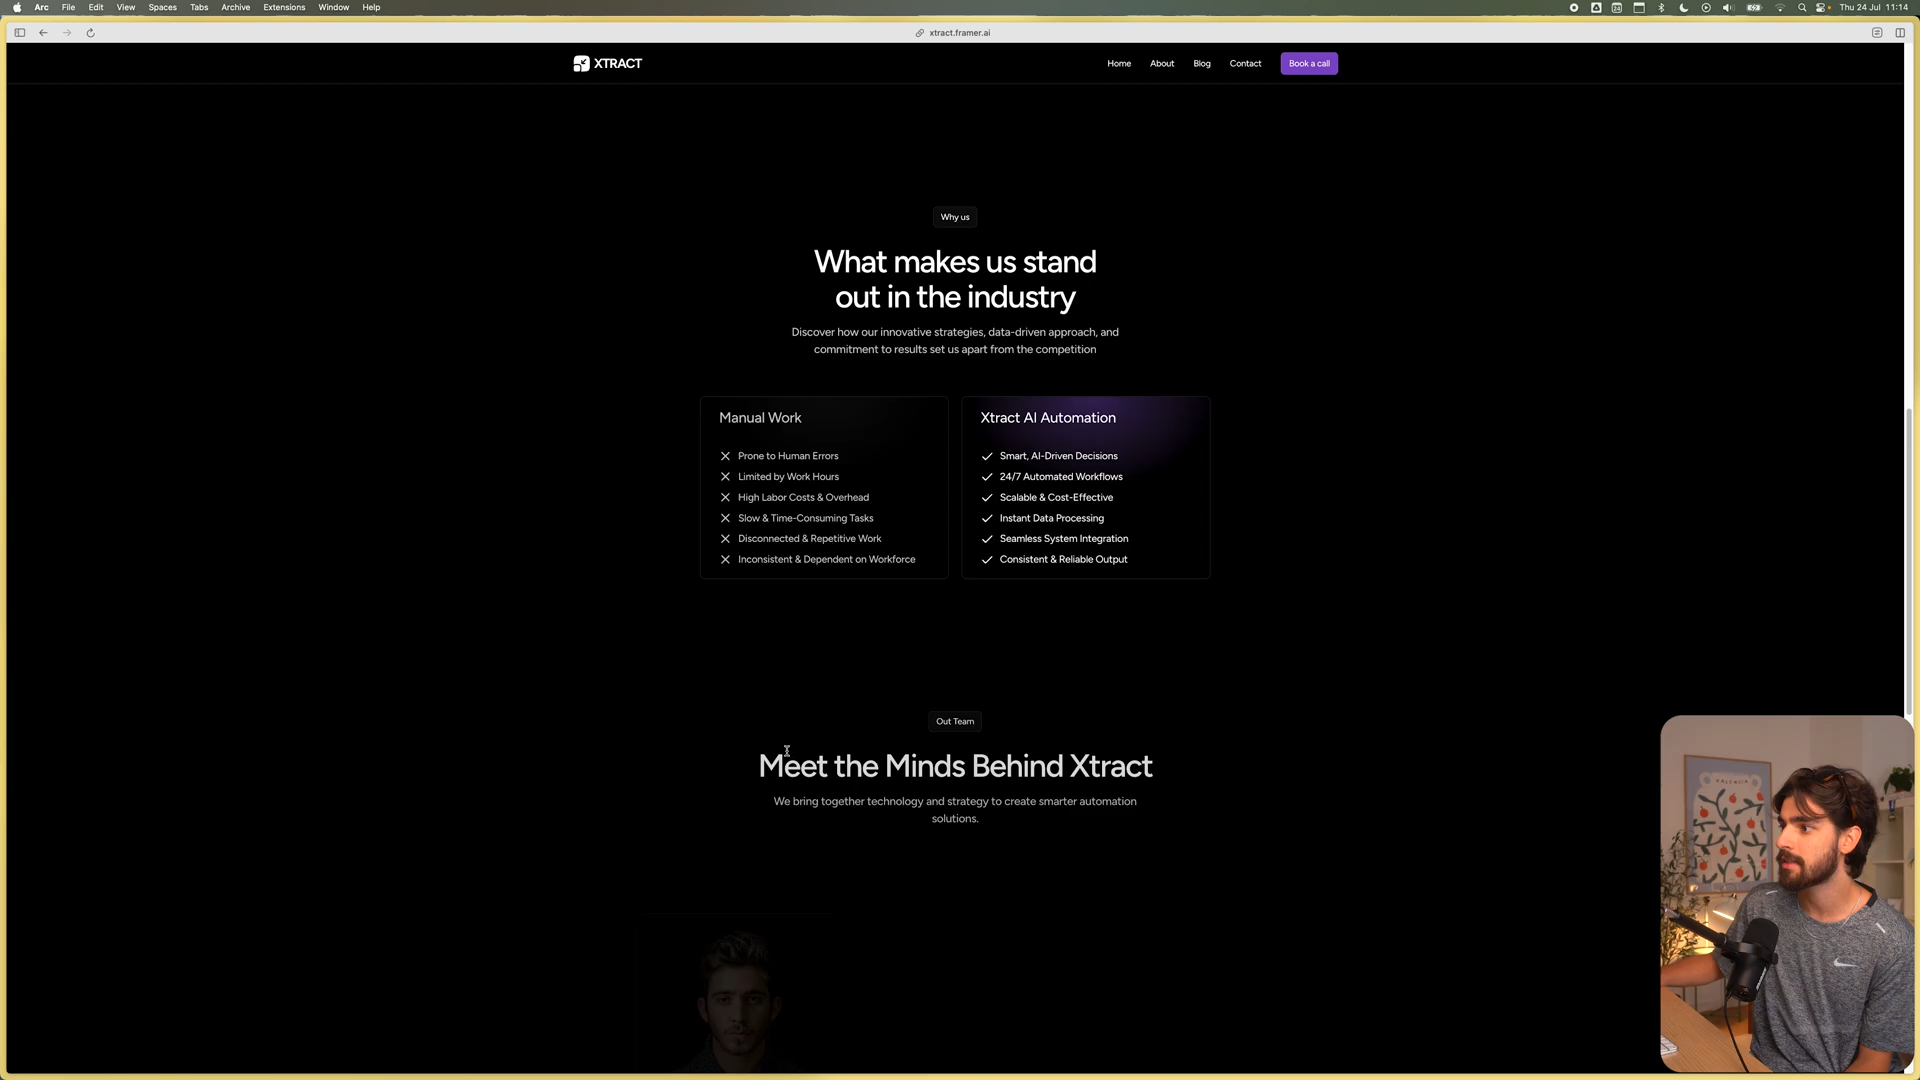 Arc File Edit View Spaces Tabs Archive Extensions Window Help
Thu 24 Jul 11:14
xtract.framer.ai
XTRACT
Home About Blog Contact Book a call
Why us
What makes us stand
out in the industry
Discover how our innovative strategies, data-driven approach, and
commitment to results set us apart from the competition
Manual Work
Prone to Human Errors
Limited by Work Hours
High Labor Costs & Overhead
Slow & Time-Consuming Tasks
Disconnected & Repetitive Work
Inconsistent & Dependent on Workforce
Xtract AI Automation
Smart, AI-Driven Decisions
24/7 Automated Workflows
Scalable & Cost-Effective
Instant Data Processing
Seamless System Integration
Consistent & Reliable Output
Out Team
Meet the Minds Behind Xtract
We bring together technology and strategy to create smarter automation
solutions.